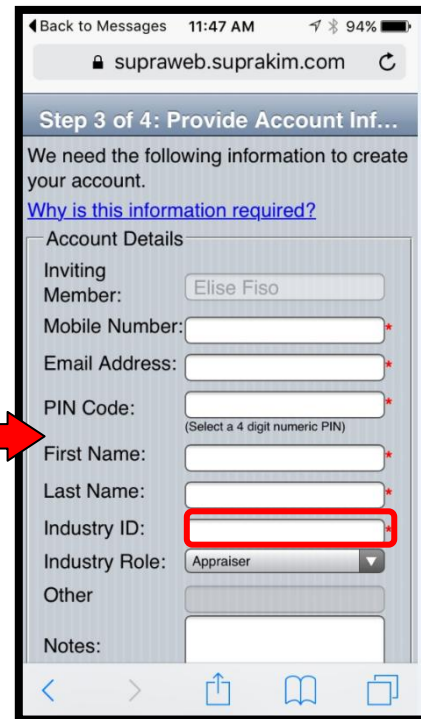 Back to Messages 11:47 AM 94%
supraweb.suprakim.com
Step 3 of 4: Provide Account Inf...
We need the following information to create
your account.
Why is this information required?
Account Details
Inviting
Member: Elise Fiso
Mobile Number: *
Email Address: *
PIN Code: *
(Select a 4 digit numeric PIN)
First Name: *
Last Name: *
Industry ID: *
Industry Role: Appraiser
Other
Notes: